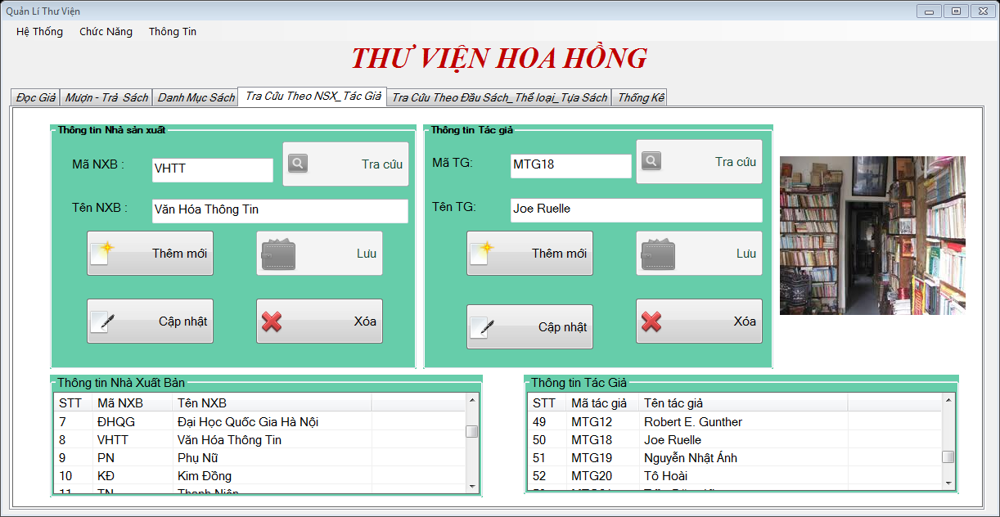 Quản Lí Thư Viện
Hệ Thống Chức Năng Thông Tin
THƯ VIỆN HOA HỒNG
Đọc Giả Mượn - Trả Sách Danh Mục Sách Tra Cứu Theo NSX_Tác Giả Tra Cứu Theo Đầu Sách_Thể loại_Tựa Sách Thống Kê
Thông tin Nhà sản xuất
Mã NXB : VHTT Tra cứu
Tên NXB : Văn Hóa Thông Tin
Thêm mới Lưu
Cập nhật Xóa
Thông tin Tác giả
Mã TG: MTG18 Tra cứu
Tên TG: Joe Ruelle
Thêm mới Lưu
Cập nhật Xóa
Thông tin Nhà Xuất Bản
STT Mã NXB Tên NXB
7 ĐHQG Đại Học Quốc Gia Hà Nội
8 VHTT Văn Hóa Thông Tin
9 PN Phụ Nữ
10 KĐ Kim Đồng
11 TN Thanh Niên
Thông tin Tác Giả
STT Mã tác giả Tên tác giả
49 MTG12 Robert E. Gunther
50 MTG18 Joe Ruelle
51 MTG19 Nguyễn Nhật Ánh
52 MTG20 Tô Hoài